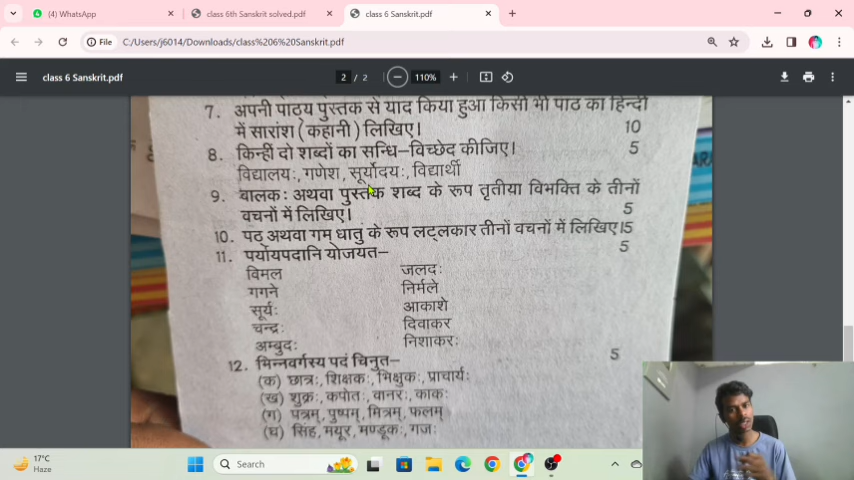 (4) WhatsApp
class 6th Sanskrit solved.pdf
class 6 Sanskrit.pdf
File C:/Users/j6014/Downloads/class%206%20Sanskrit.pdf
class 6 Sanskrit.pdf
2 / 2
110%
7. अपनी पाठ्य पुस्तक से याद किया हुआ किसी भी पाठ का हिन्दी
में सारांश (कहानी) लिखिए। 10
8. किन्हीं दो शब्दों का सन्धि–विच्छेद कीजिए। 5
विद्यालयः, गणेश, सूर्योदयः, विद्यार्थी
9. बालकः अथवा पुस्तक शब्द के रूप तृतीया विभक्ति के तीनों
वचनों में लिखिए। 5
10. पठ् अथवा गम् धातु के रूप लट्लकार तीनों वचनों में लिखिए।5
11. पर्यायपदानि योजयत– 5
विमल जलदः
गगने निर्मले
सूर्यः आकाशे
चन्द्रः दिवाकर
अम्बुदः निशाकरः
12. भिन्नवर्गस्य पदं चिनुत– 5
(क) छात्रः, शिक्षकः, भिक्षुकः, प्राचार्यः
(ख) शुक्रः, कपोतः, वानरः, काकः
(ग) पत्रम्, पुष्पम्, मित्रम्, फलम्
(घ) सिंह, मयूर, मण्डूकः, गजः
17°C
Haze
Search